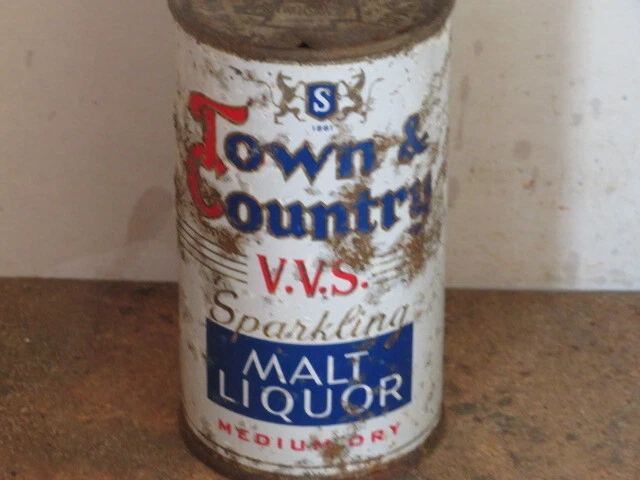 S
Town &
Country
V.V.S.
Sparkling
MALT
LIQUOR
MEDIUM DRY